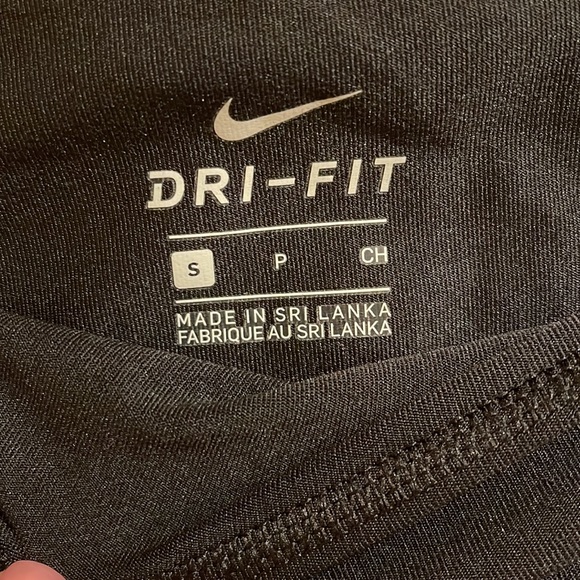 DRI-FIT
S P CH
MADE IN SRI LANKA
FABRIQUE AU SRI LANKA